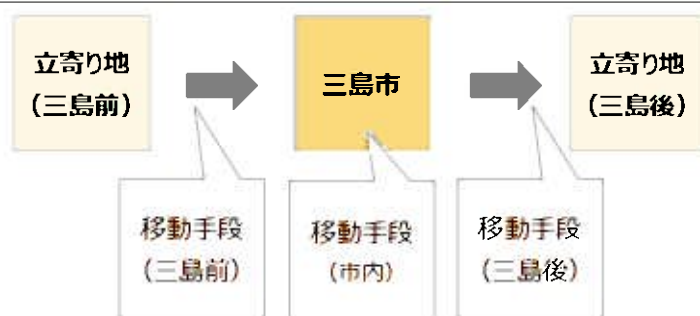 立寄り地
(三島前)
三島市
立寄り地
(三島後)
移動手段
(三島前)
移動手段
(市内)
移動手段
(三島後)